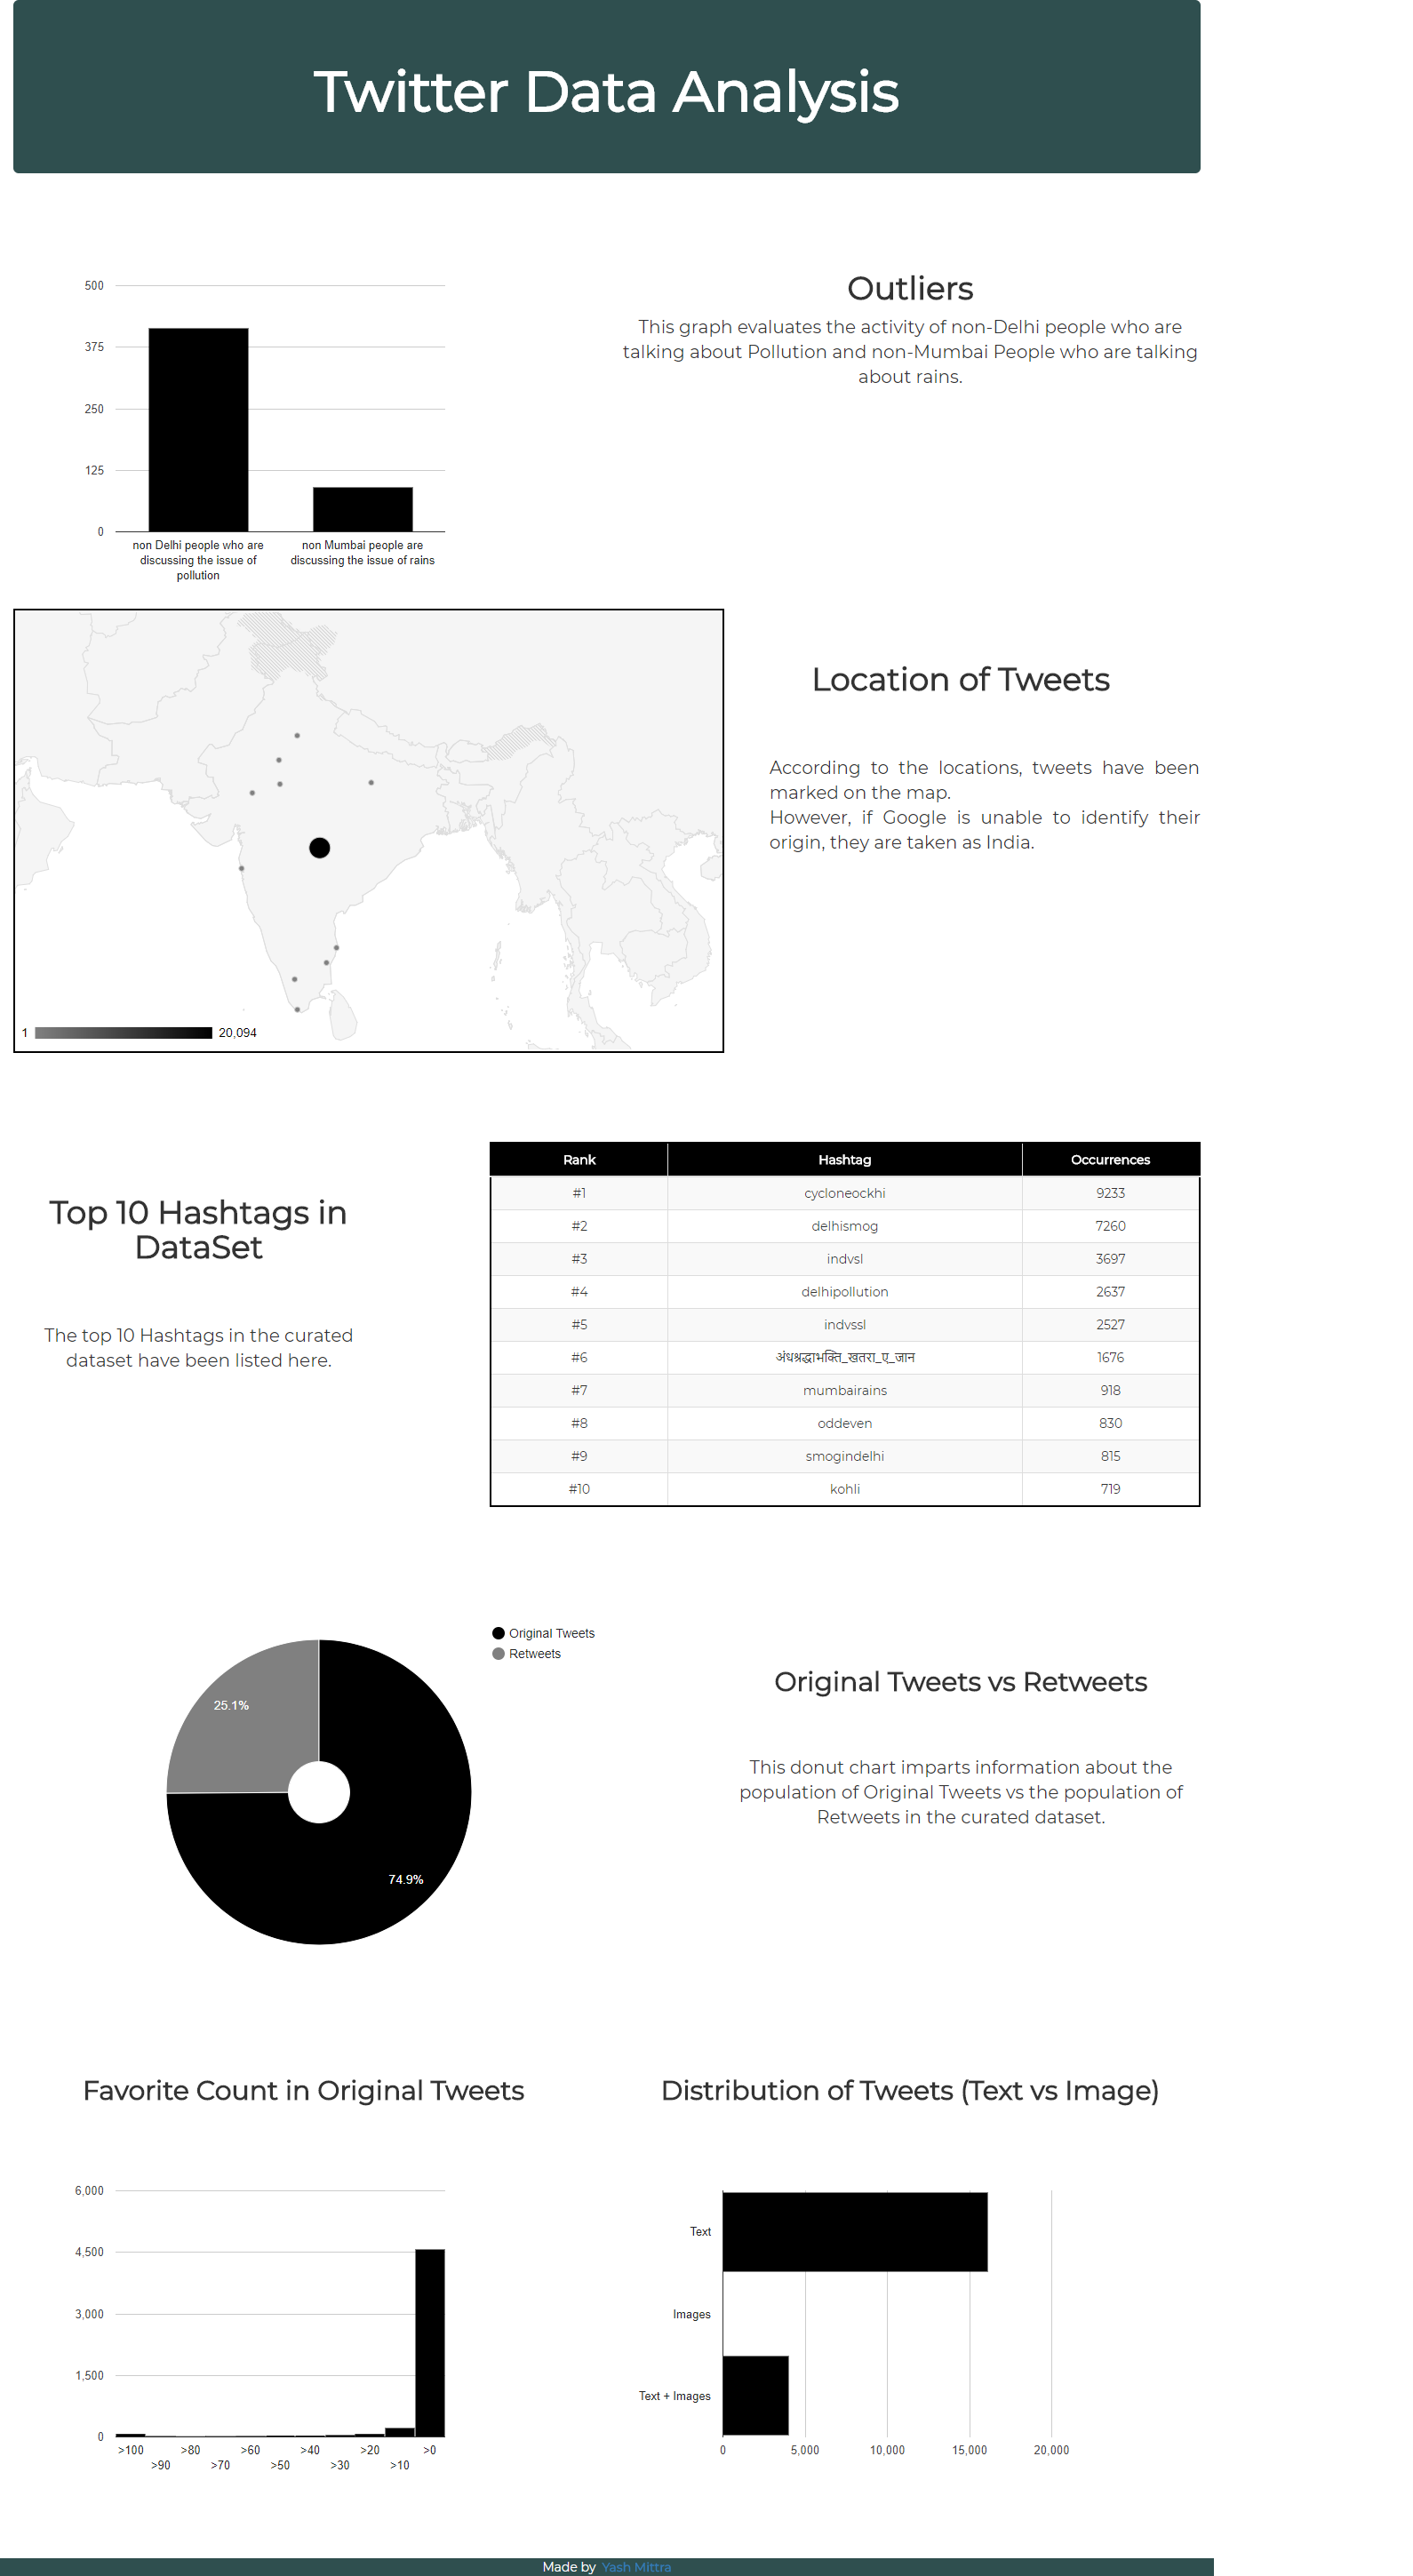 Twitter Data Analysis
500
375
250
125
0
non Delhi people who are
discussing the issue of
pollution
non Mumbai people are
discussing the issue of rains
Outliers
This graph evaluates the activity of non-Delhi people who are
talking about Pollution and non-Mumbai People who are talking
about rains.
1 20,094
Location of Tweets
According to the locations, tweets have been
marked on the map.
However, if Google is unable to identify their
origin, they are taken as India.
Top 10 Hashtags in
DataSet
The top 10 Hashtags in the curated
dataset have been listed here.
Rank Hashtag Occurrences
#1 cycloneockhi 9233
#2 delhismog 7260
#3 indvsl 3697
#4 delhipollution 2637
#5 indvssl 2527
#6 अंधश्रद्धाभक्ति_खतरा_ए_जान 1676
#7 mumbairains 918
#8 oddeven 830
#9 smogindelhi 815
#10 kohli 719
Original Tweets
Retweets
25.1%
74.9%
Original Tweets vs Retweets
This donut chart imparts information about the
population of Original Tweets vs the population of
Retweets in the curated dataset.
Favorite Count in Original Tweets
6,000
4,500
3,000
1,500
0
>100 >80 >60 >40 >20 >0
>90 >70 >50 >30 >10
Distribution of Tweets (Text vs Image)
Text
Images
Text + Images
0 5,000 10,000 15,000 20,000
Made by Yash Mittra